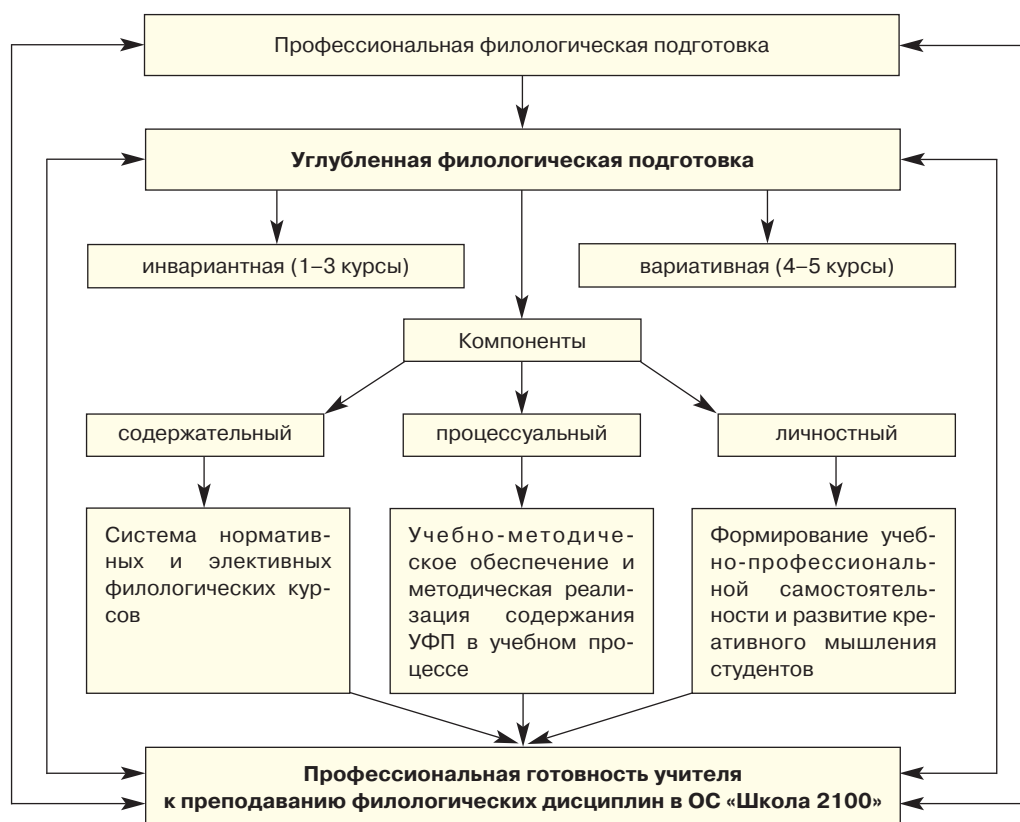 Профессиональная филологическая подготовка
Углубленная филологическая подготовка
инвариантная (1–3 курсы)
вариативная (4–5 курсы)
Компоненты
содержательный
процессуальный
личностный
Система норматив-
ных и элективных
филологических кур-
сов
Учебно-методиче-
ское обеспечение и
методическая реали-
зация содержания
УФП в учебном про-
цессе
Формирование учеб-
но-профессиональ-
ной самостоятель-
ности и развитие кре-
ативного мышления
студентов
Профессиональная готовность учителя
к преподаванию филологических дисциплин в ОС «Школа 2100»